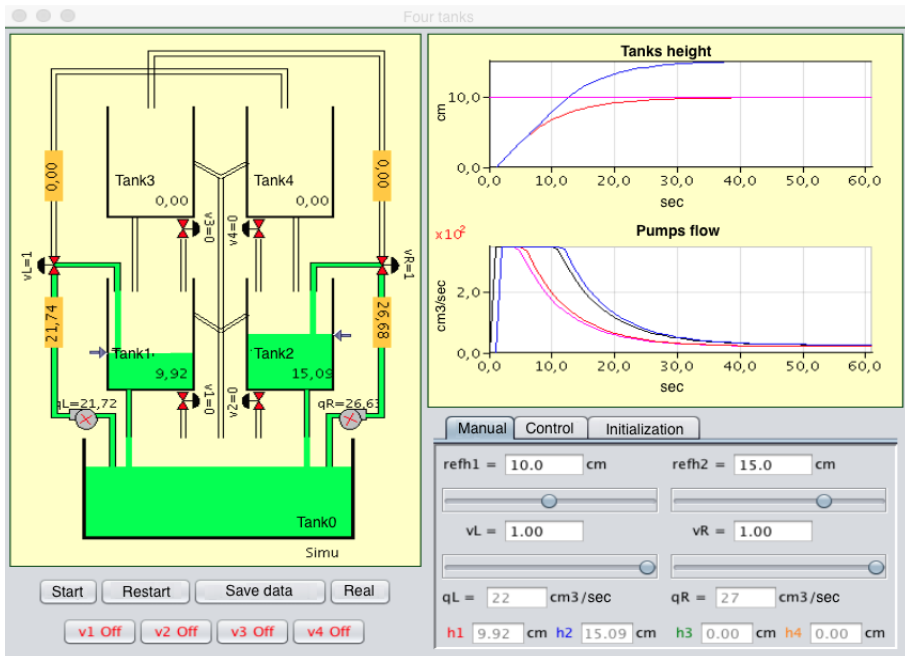 Four tanks
Tank3
Tank4
0,00
0,00
0,00
0,00
v3=0
v4=0
vL=1
vR=1
21,74
26,68
Tank1
Tank2
9,92
15,09
qL=21,72
v1=0
v2=0
qR=26,63
Tank0
Simu
Start
Restart
Save data
Real
v1 Off
v2 Off
v3 Off
v4 Off
Tanks height
cm
10,0
0,0
0,0
10,0
20,0
30,0
40,0
50,0
60,0
sec
x10²
Pumps flow
cm3/sec
2,0
0,0
0,0
10,0
20,0
30,0
40,0
50,0
60,0
sec
Manual
Control
Initialization
refh1 = 10.0 cm
refh2 = 15.0 cm
vL = 1.00
vR = 1.00
qL = 22 cm3/sec
qR = 27 cm3/sec
h1 9.92 cm h2 15.09 cm h3 0.00 cm h4 0.00 cm